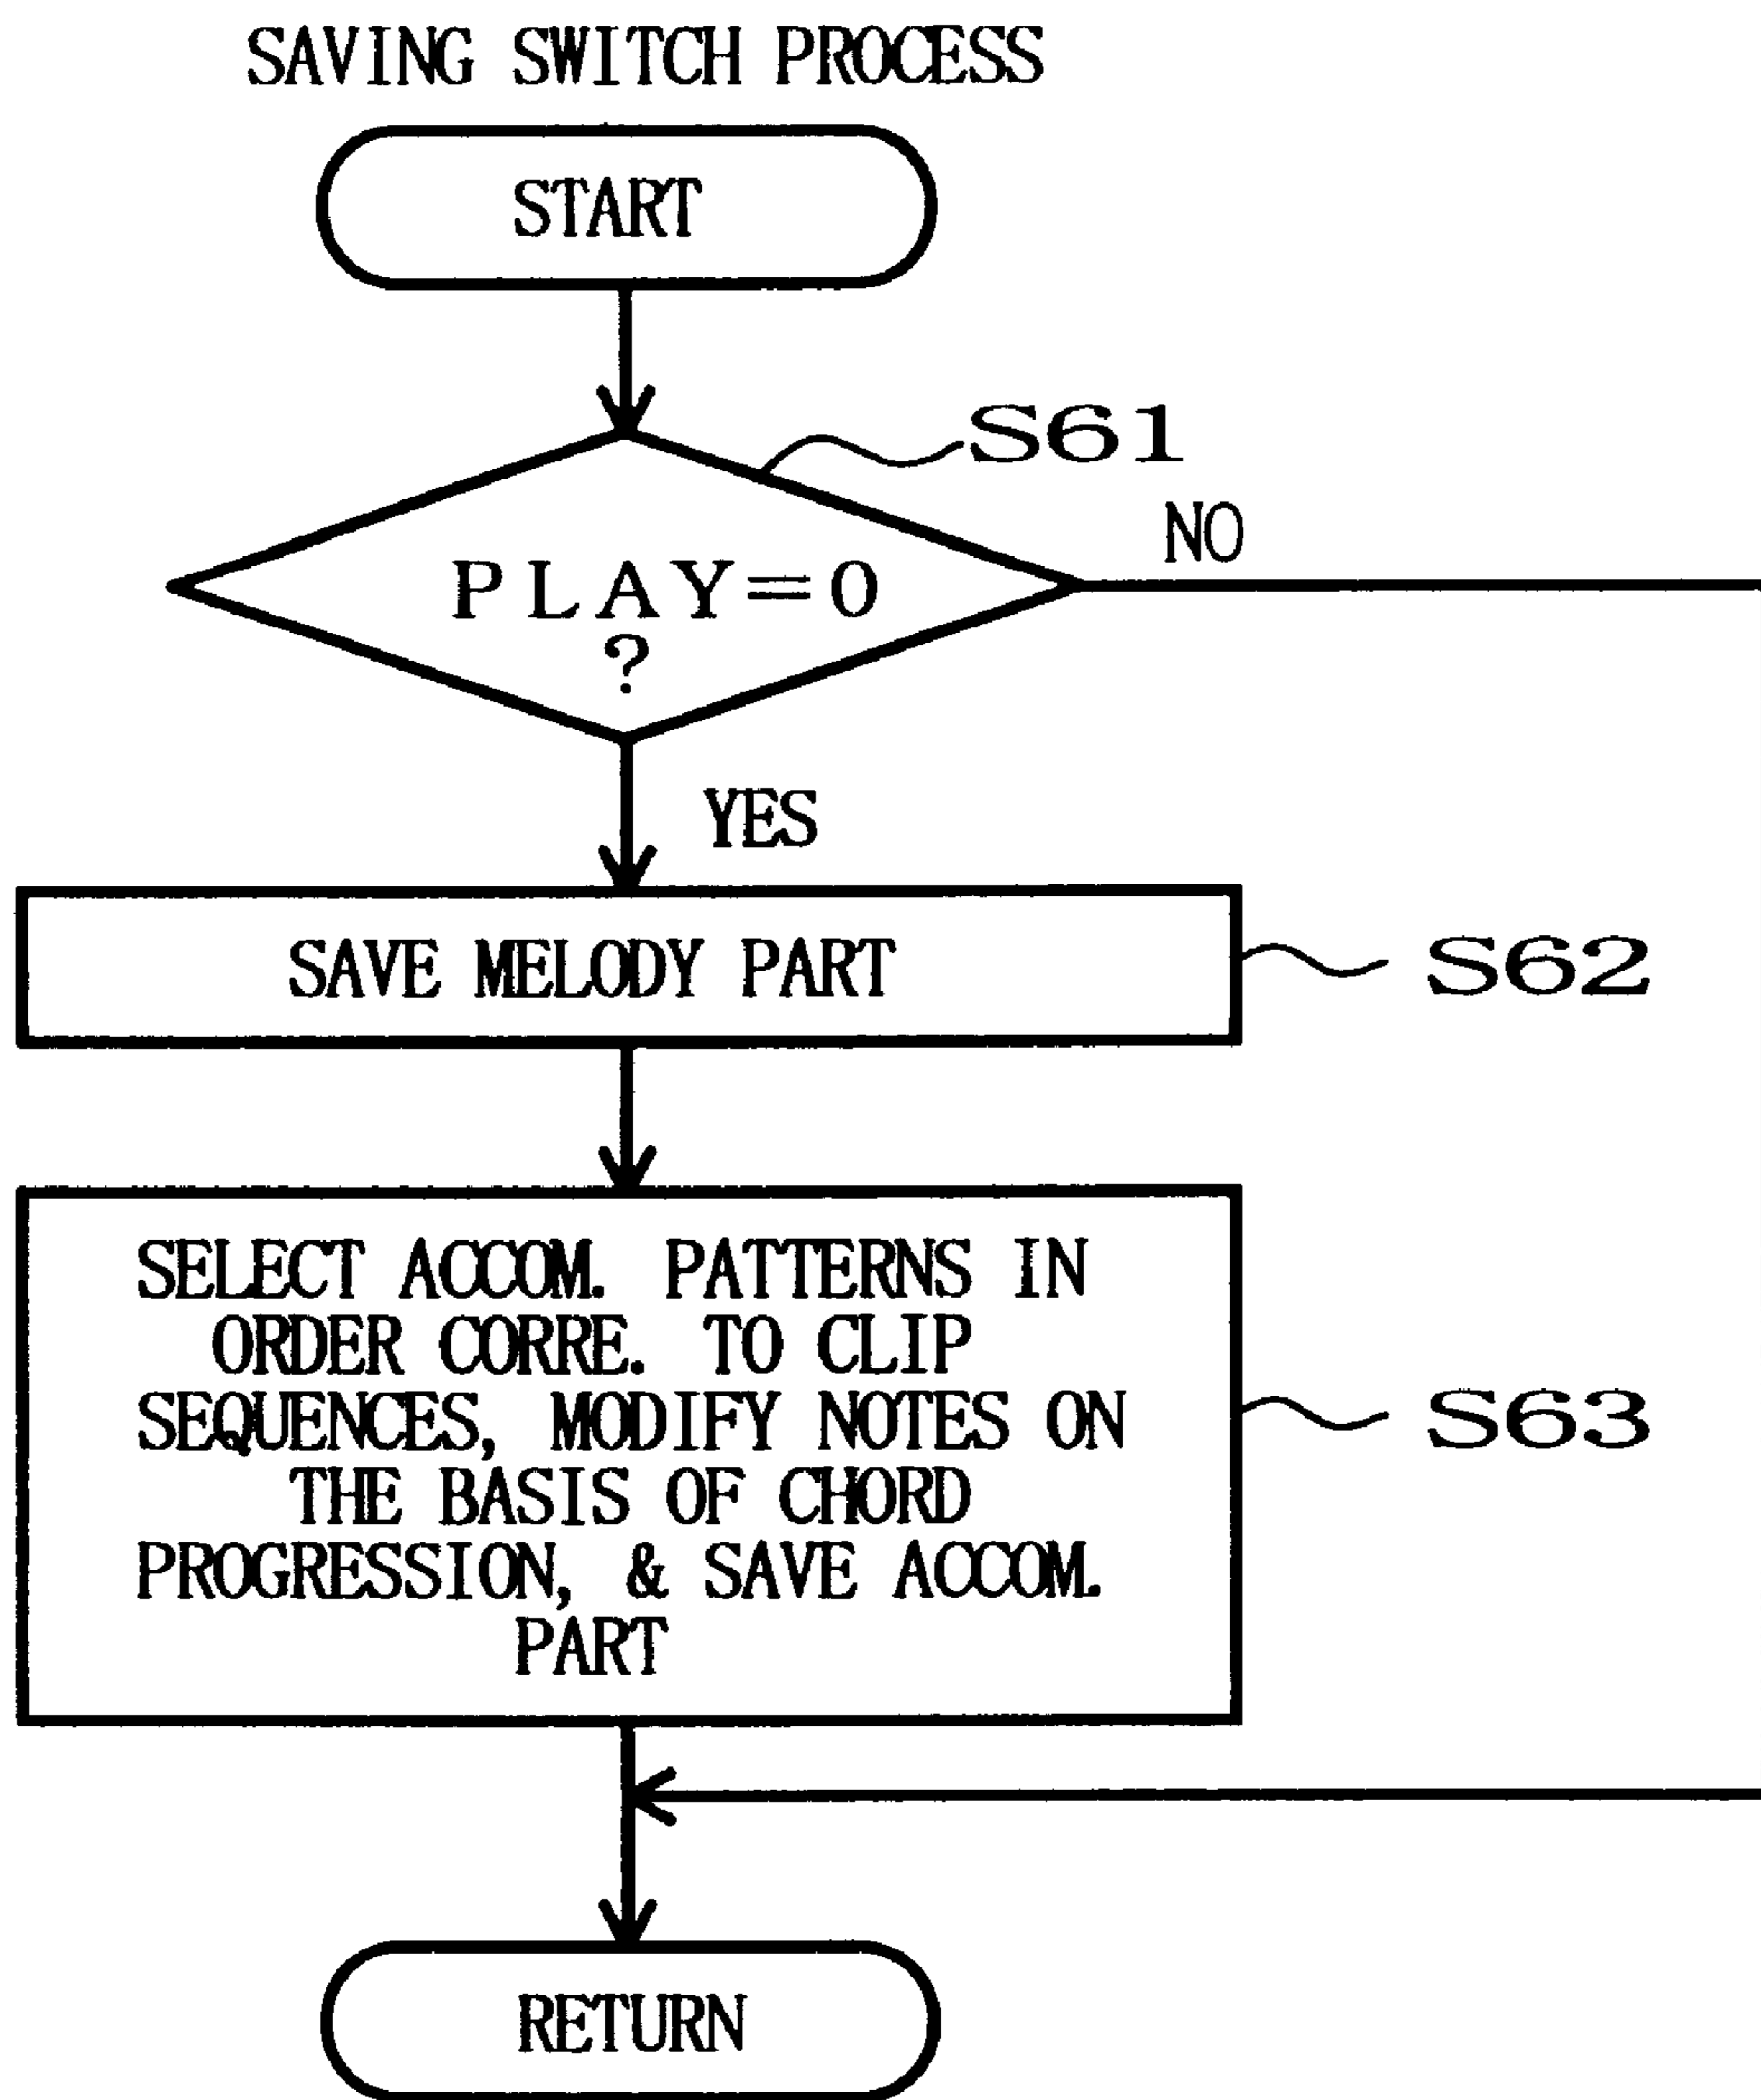 SAVING SWITCH PROCESS
START
S61
NO
PLAY=0
?
YES
SAVE MELODY PART
S62
SELECT ACCOM. PATTERNS IN
ORDER CORRE. TO CLIP
SEQUENCES, MODIFY NOTES ON
THE BASIS OF CHORD
PROGRESSION, & SAVE ACCOM.
PART
S63
RETURN